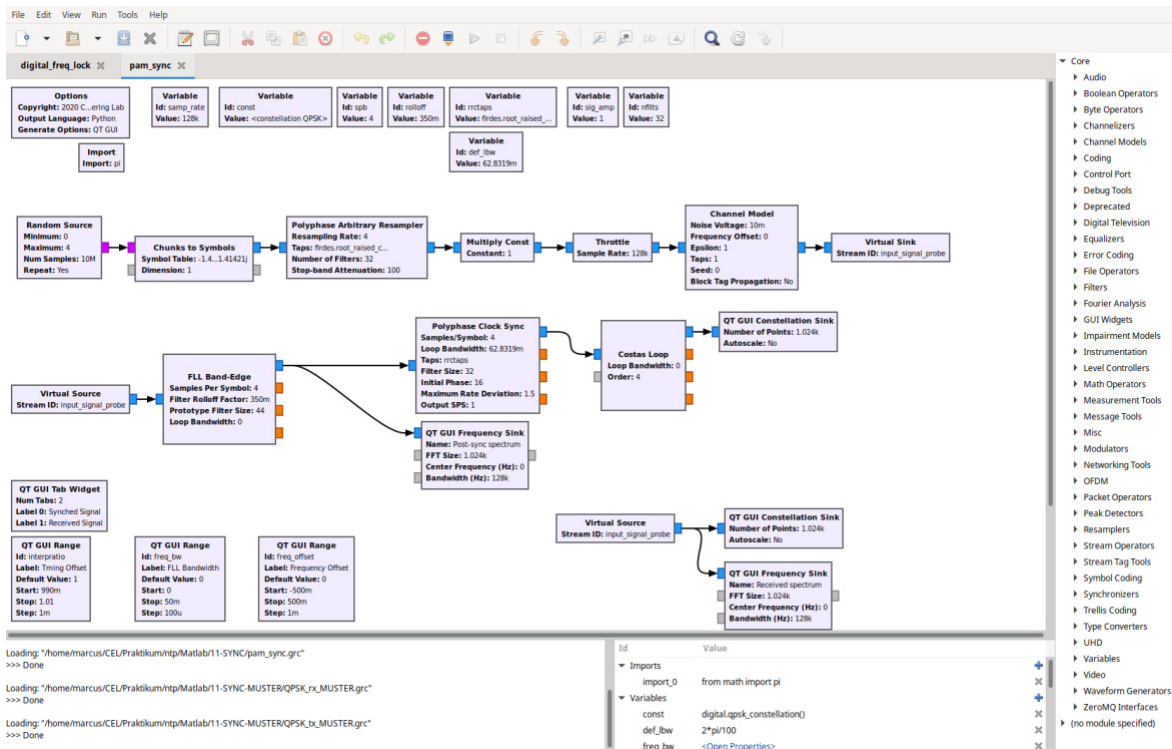 File Edit View Run Tools Help
digital_freq_lock
pam_sync
Options
Copyright: 2020 C...ering Lab
Output Language: Python
Generate Options: QT GUI
Import
Import: pi
Variable
Id: samp_rate
Value: 128k
Variable
Id: const
Value: <constellation QPSK>
Variable
Id: spb
Value: 4
Variable
Id: rolloff
Value: 350m
Variable
Id: rrctaps
Value: firdes.root_raised_...
Variable
Id: sig_amp
Value: 1
Variable
Id: nfilts
Value: 32
Variable
Id: def_lbw
Value: 62.8319m
Random Source
Minimum: 0
Maximum: 4
Num Samples: 10M
Repeat: Yes
Chunks to Symbols
Symbol Table: -1.4...1.41421j
Dimension: 1
Polyphase Arbitrary Resampler
Resampling Rate: 4
Taps: firdes.root_raised_c...
Number of Filters: 32
Stop-band Attenuation: 100
Multiply Const
Constant: 1
Throttle
Sample Rate: 128k
Channel Model
Noise Voltage: 10m
Frequency Offset: 0
Epsilon: 1
Taps: 1
Seed: 0
Block Tag Propagation: No
Virtual Sink
Stream ID: input_signal_probe
Virtual Source
Stream ID: input_signal_probe
FLL Band-Edge
Samples Per Symbol: 4
Filter Rolloff Factor: 350m
Prototype Filter Size: 44
Loop Bandwidth: 0
Polyphase Clock Sync
Samples/Symbol: 4
Loop Bandwidth: 62.8319m
Taps: rrctaps
Filter Size: 32
Initial Phase: 16
Maximum Rate Deviation: 1.5
Output SPS: 1
Costas Loop
Loop Bandwidth: 0
Order: 4
QT GUI Constellation Sink
Number of Points: 1.024k
Autoscale: No
QT GUI Frequency Sink
Name: Post-sync spectrum
FFT Size: 1.024k
Center Frequency (Hz): 0
Bandwidth (Hz): 128k
QT GUI Tab Widget
Num Tabs: 2
Label 0: Synched Signal
Label 1: Received Signal
QT GUI Range
Id: interpratio
Label: Tming Offset
Default Value: 1
Start: 990m
Stop: 1.01
Step: 1m
QT GUI Range
Id: freq_bw
Label: FLL Bandwidth
Default Value: 0
Start: 0
Stop: 50m
Step: 100u
QT GUI Range
Id: freq_offset
Label: Frequency Offset
Default Value: 0
Start: -500m
Stop: 500m
Step: 1m
Virtual Source
Stream ID: input_signal_probe
QT GUI Constellation Sink
Number of Points: 1.024k
Autoscale: No
QT GUI Frequency Sink
Name: Received spectrum
FFT Size: 1.024k
Center Frequency (Hz): 0
Bandwidth (Hz): 128k
Core
Audio
Boolean Operators
Byte Operators
Channelizers
Channel Models
Coding
Control Port
Debug Tools
Deprecated
Digital Television
Equalizers
Error Coding
File Operators
Filters
Fourier Analysis
GUI Widgets
Impairment Models
Instrumentation
Level Controllers
Math Operators
Measurement Tools
Message Tools
Misc
Modulators
Networking Tools
OFDM
Packet Operators
Peak Detectors
Resamplers
Stream Operators
Stream Tag Tools
Symbol Coding
Synchronizers
Trellis Coding
Type Converters
UHD
Variables
Video
Waveform Generators
ZeroMQ Interfaces
(no module specified)
Loading: "/home/marcus/CEL/Praktikum/ntp/Matlab/11-SYNC/pam_sync.grc"
>>> Done
Loading: "/home/marcus/CEL/Praktikum/ntp/Matlab/11-SYNC-MUSTER/QPSK_rx_MUSTER.grc"
>>> Done
Loading: "/home/marcus/CEL/Praktikum/ntp/Matlab/11-SYNC-MUSTER/QPSK_tx_MUSTER.grc"
>>> Done
Id Value
Imports
import_0 from math import pi
Variables
const digital.qpsk_constellation()
def_lbw 2*pi/100
freq_bw <Open Properties>